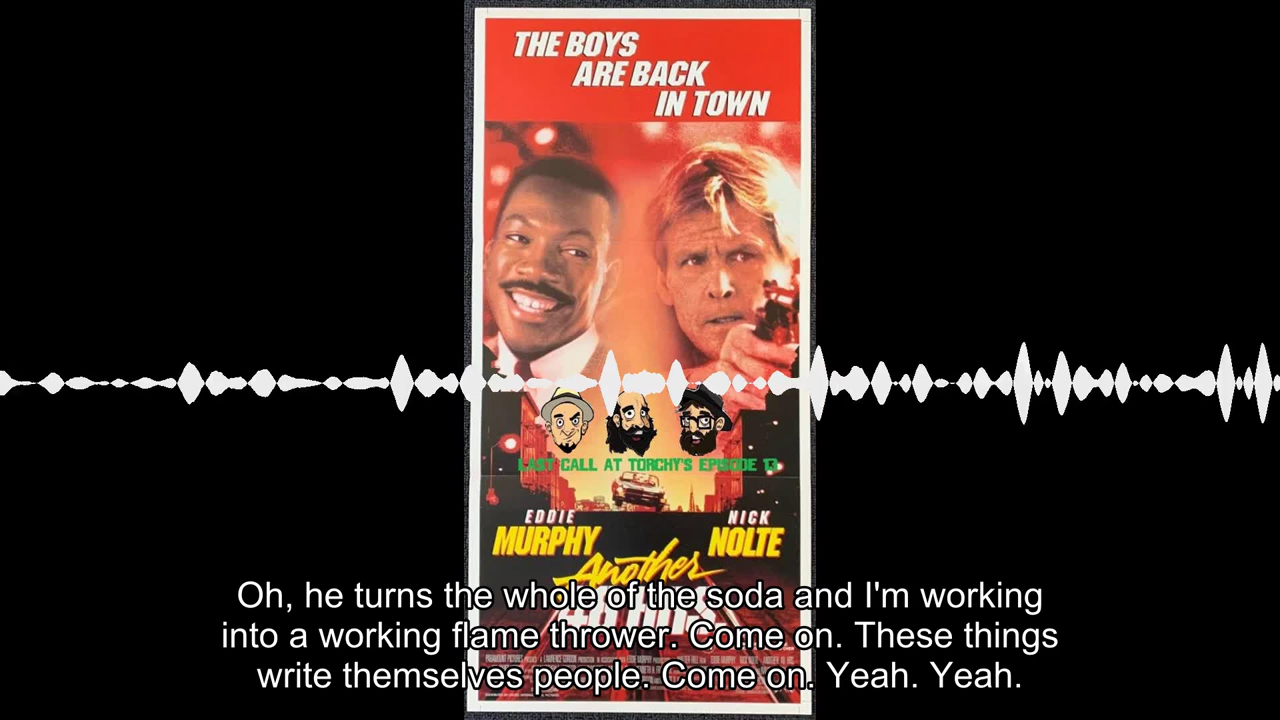 THE BOYS
ARE BACK
IN TOWN
LAST CALL AT TORCHY'S EPISODE 13
EDDIE
MURPHY
NICK
NOLTE
Another
Oh, he turns the whole of the soda and I'm working
into a working flame thrower. Come on. These things
write themselves people. Come on. Yeah. Yeah.